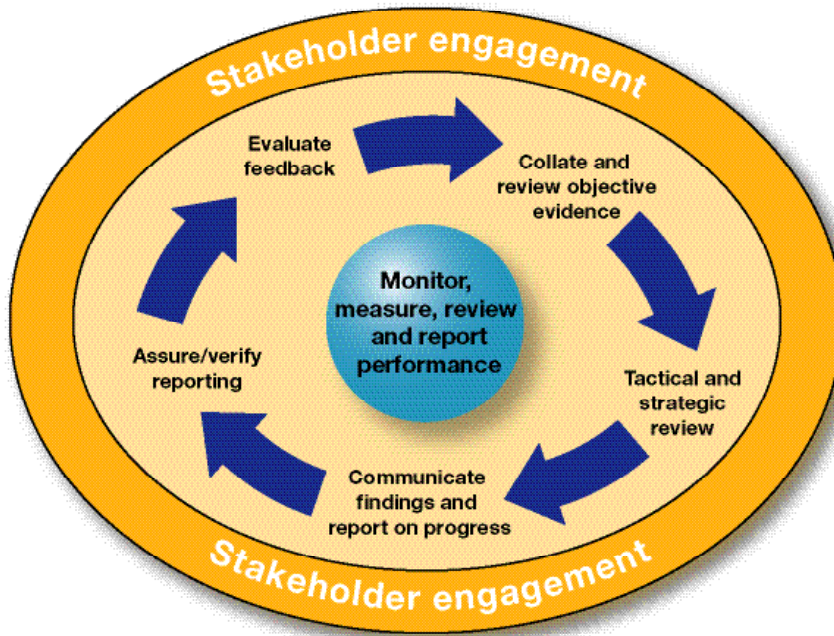 Stakeholder engagement
Evaluate
feedback
Collate and
review objective
evidence
Monitor,
measure, review
and report
performance
Assure/verify
reporting
Tactical and
strategic
review
Communicate
findings and
report on progress
Stakeholder engagement